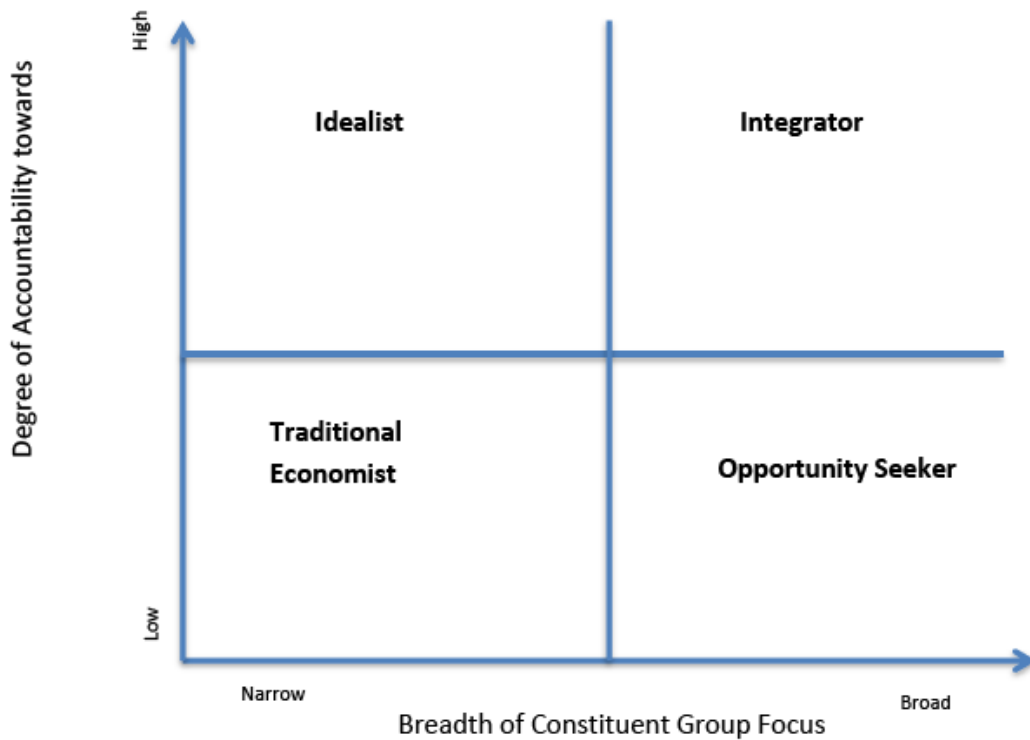 High
Degree of Accountability towards
Idealist
Integrator
Traditional
Economist
Opportunity Seeker
Low
Narrow
Broad
Breadth of Constituent Group Focus